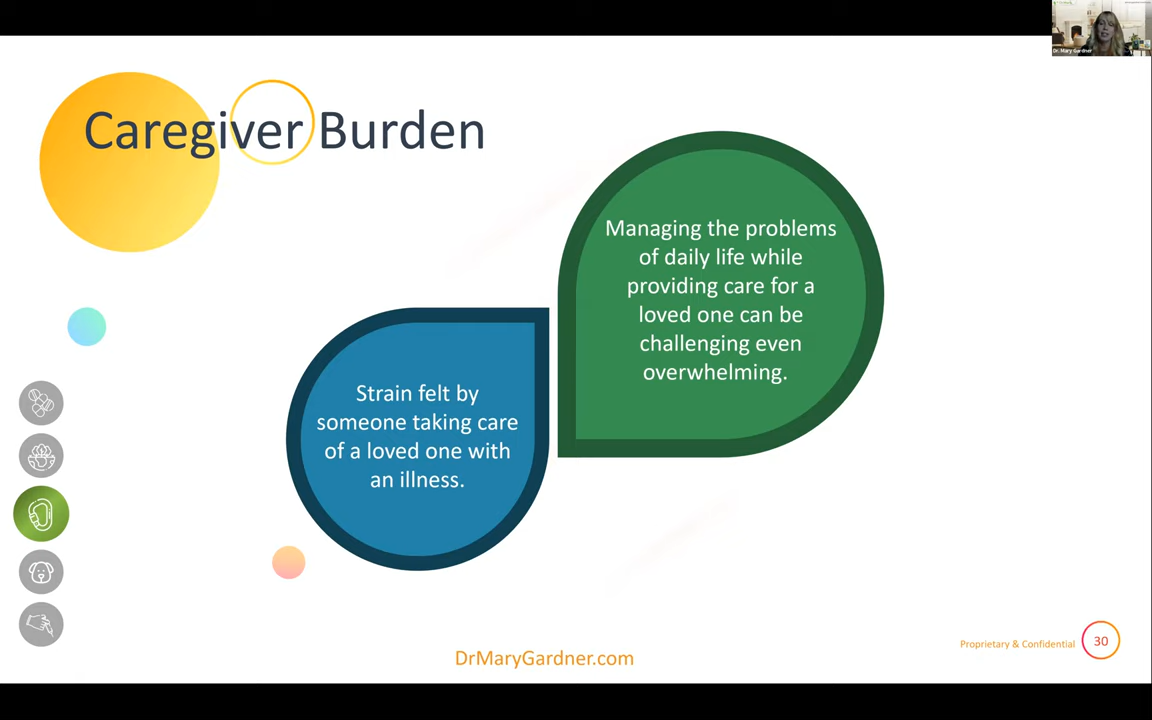 Dr. Mary Gardner
Caregiver Burden
Managing the problems
of daily life while
providing care for a
loved one can be
challenging even
overwhelming.
Strain felt by
someone taking care
of a loved one with
an illness.
Proprietary & Confidential
30
DrMaryGardner.com